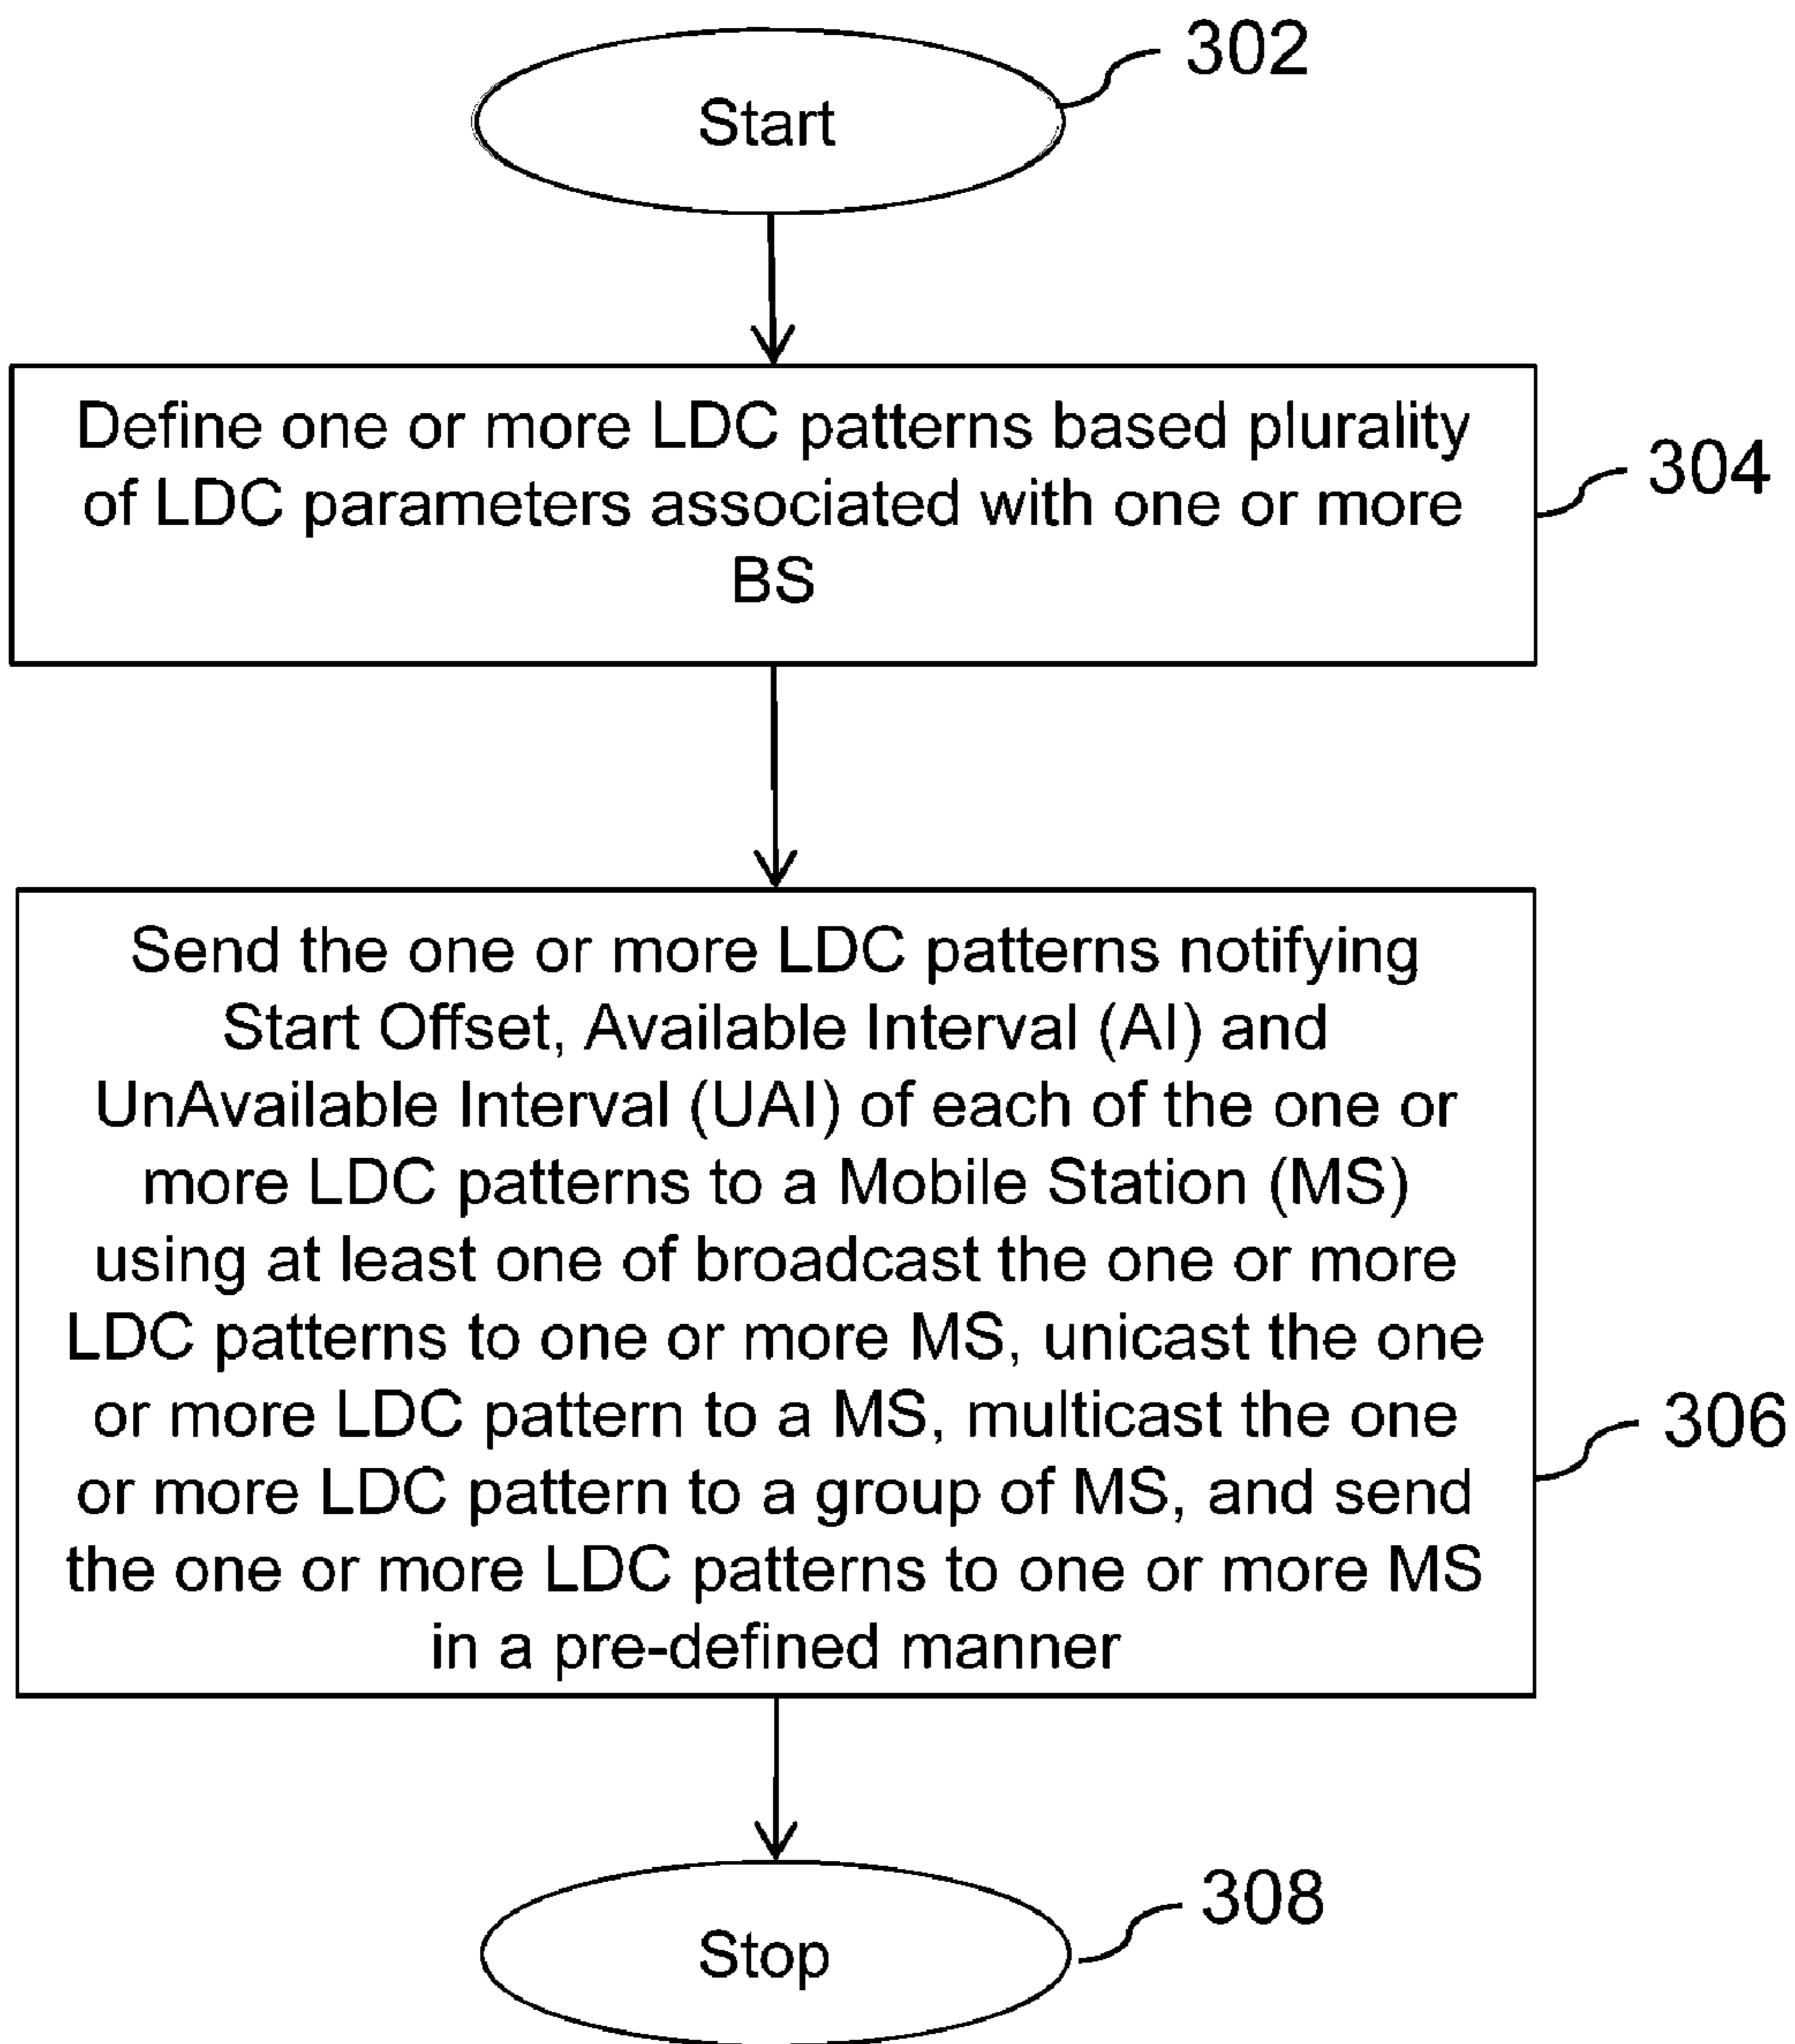 302
Start
Define one or more LDC patterns based plurality
of LDC parameters associated with one or more
BS
304
Send the one or more LDC patterns notifying
Start Offset, Available Interval (AI) and
UnAvailable Interval (UAI) of each of the one or
more LDC patterns to a Mobile Station (MS)
using at least one of broadcast the one or more
LDC patterns to one or more MS, unicast the one
or more LDC pattern to a MS, multicast the one
or more LDC pattern to a group of MS, and send
the one or more LDC patterns to one or more MS
in a pre-defined manner
306
308
Stop